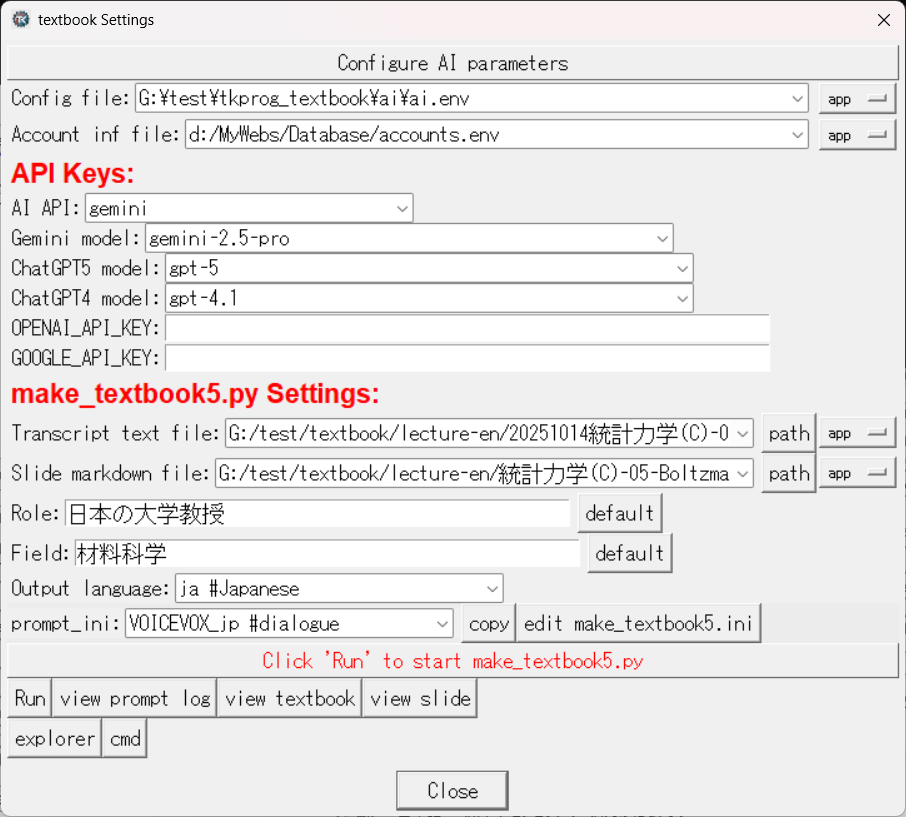 textbook Settings
Configure AI parameters
Config file: G:¥test¥tkprog_textbook¥ai¥ai.env app
Account inf file: d:/MyWebs/Database/accounts.env app
API Keys:
AI API: gemini
Gemini model: gemini-2.5-pro
ChatGPT5 model: gpt-5
ChatGPT4 model: gpt-4.1
OPENAI_API_KEY:
GOOGLE_API_KEY:
make_textbook5.py Settings:
Transcript text file: G:/test/textbook/lecture-en/20251014統計力学(C)-0 path app
Slide markdown file: G:/test/textbook/lecture-en/統計力学(C)-05-Boltzma path app
Role: 日本の大学教授 default
Field: 材料科学 default
Output language: ja #Japanese
prompt_ini: VOICEVOX_jp #dialogue copy edit make_textbook5.ini
Click 'Run' to start make_textbook5.py
Run view prompt log view textbook view slide
explorer cmd
Close